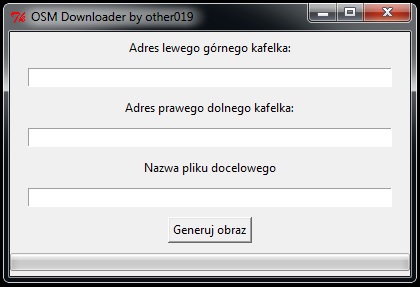 OSM Downloader by other019
Adres lewego górnego kafelka:
Adres prawego dolnego kafelka:
Nazwa pliku docelowego
Generuj obraz